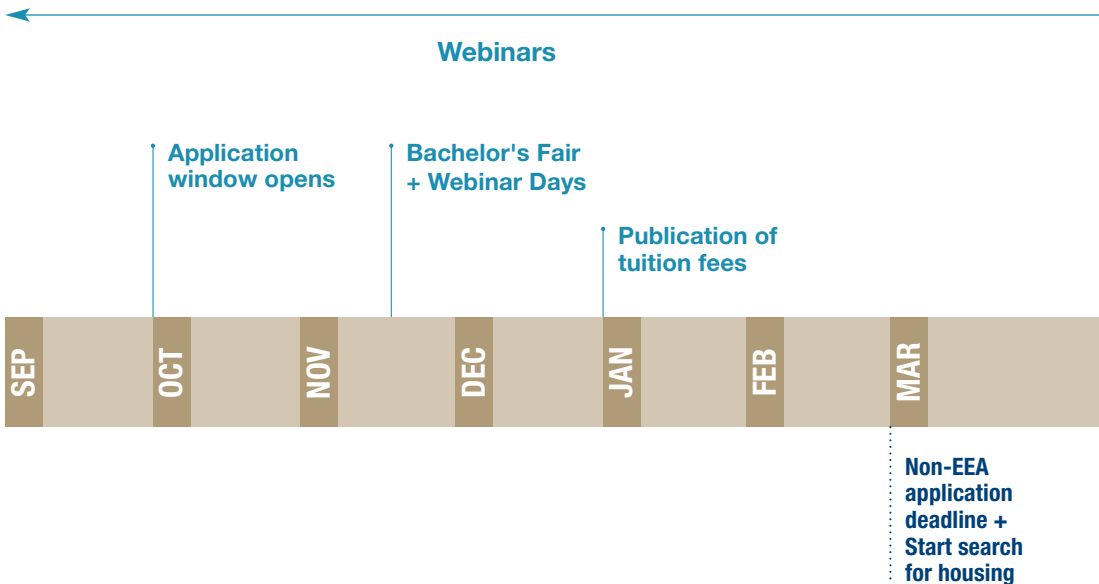 Webinars
Application
window opens
Bachelor's Fair
+ Webinar Days
Publication of
tuition fees
SEP
OCT
NOV
DEC
JAN
FEB
MAR
Non-EEA
application
deadline +
Start search
for housing